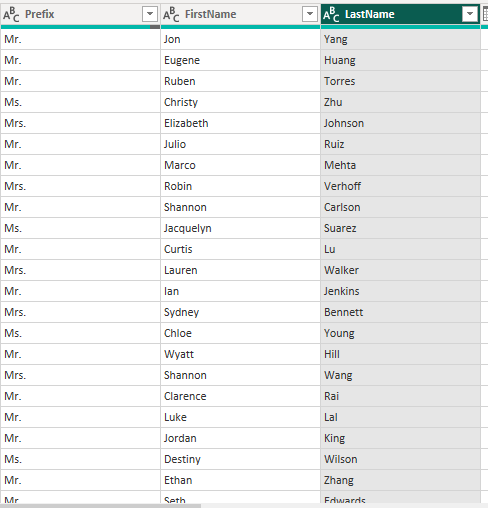 ABC Prefix ABC FirstName ABC LastName
Mr. Jon Yang
Mr. Eugene Huang
Mr. Ruben Torres
Ms. Christy Zhu
Mrs. Elizabeth Johnson
Mr. Julio Ruiz
Mr. Marco Mehta
Mrs. Robin Verhoff
Mr. Shannon Carlson
Ms. Jacquelyn Suarez
Mr. Curtis Lu
Mrs. Lauren Walker
Mr. Ian Jenkins
Mrs. Sydney Bennett
Ms. Chloe Young
Mr. Wyatt Hill
Mrs. Shannon Wang
Mr. Clarence Rai
Mr. Luke Lal
Mr. Jordan King
Ms. Destiny Wilson
Mr. Ethan Zhang
Mr. Seth Edwards